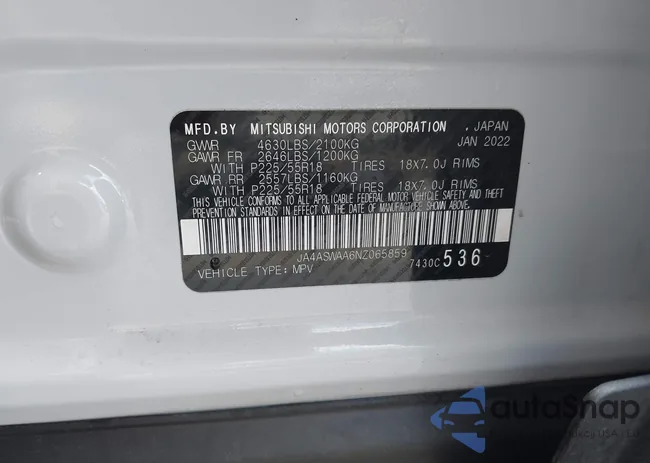 MFD.BY MITSUBISHI MOTORS CORPORATION , JAPAN
GVWR 4630LBS/2100KG JAN 2022
GAWR FR 2646LBS/1200KG
WITH P225/55R18 TIRES 18X7.0J RIMS
GAWR RR 2557LBS/1160KG
WITH P225/55R18 TIRES 18X7.0J RIMS
THIS VEHICLE CONFORMS TO ALL APPLICABLE FEDERAL MOTOR VEHICLE SAFETY AND THEFT
PREVENTION STANDARDS IN EFFECT ON THE DATE OF MANUFACTURE SHOWN ABOVE.
JA4ASWAA6NZ065859
VEHICLE TYPE: MPV 7430C 536
autoSnap